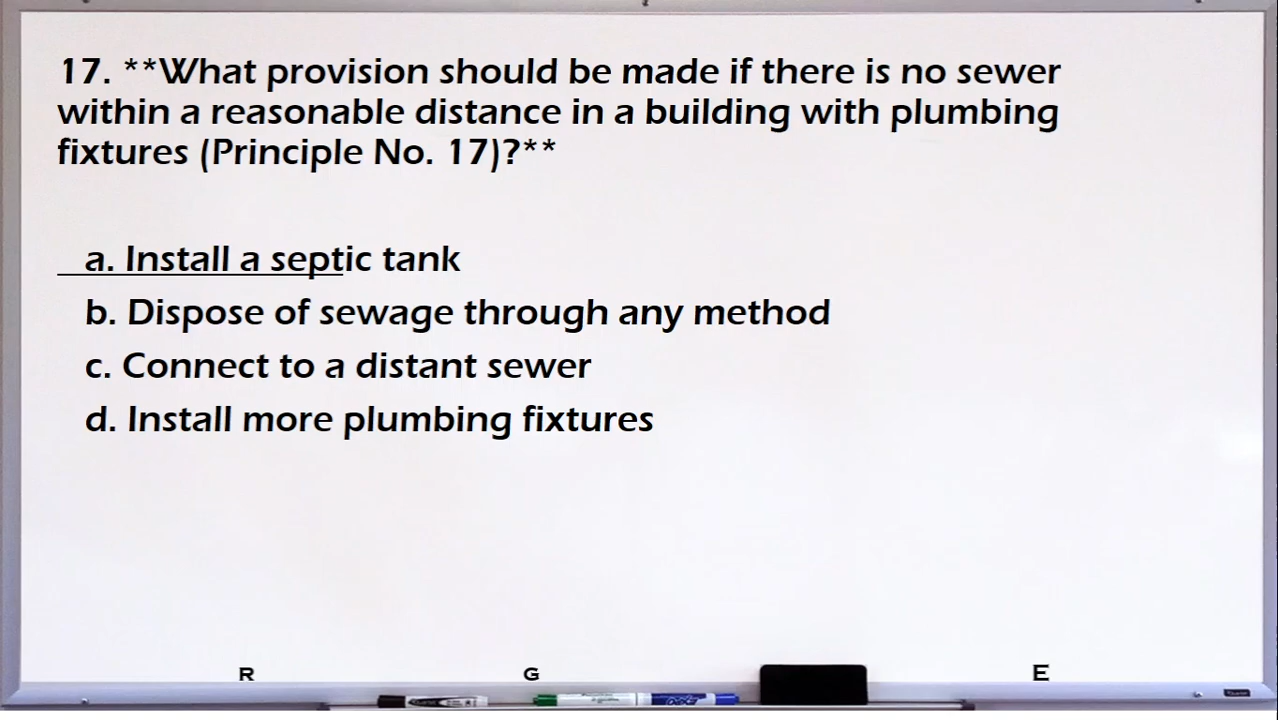 17. **What provision should be made if there is no sewer
within a reasonable distance in a building with plumbing
fixtures (Principle No. 17)?**
a. Install a septic tank
b. Dispose of sewage through any method
c. Connect to a distant sewer
d. Install more plumbing fixtures
R G E